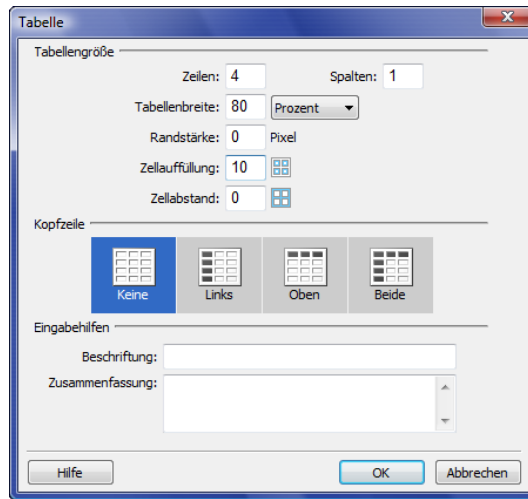 Tabelle
Tabellengröße
Zeilen: 4 Spalten: 1
Tabellenbreite: 80 Prozent
Randstärke: 0 Pixel
Zellauffüllung: 10
Zellabstand: 0
Kopfzeile
Keine Links Oben Beide
Eingabehilfen
Beschriftung:
Zusammenfassung:
Hilfe OK Abbrechen